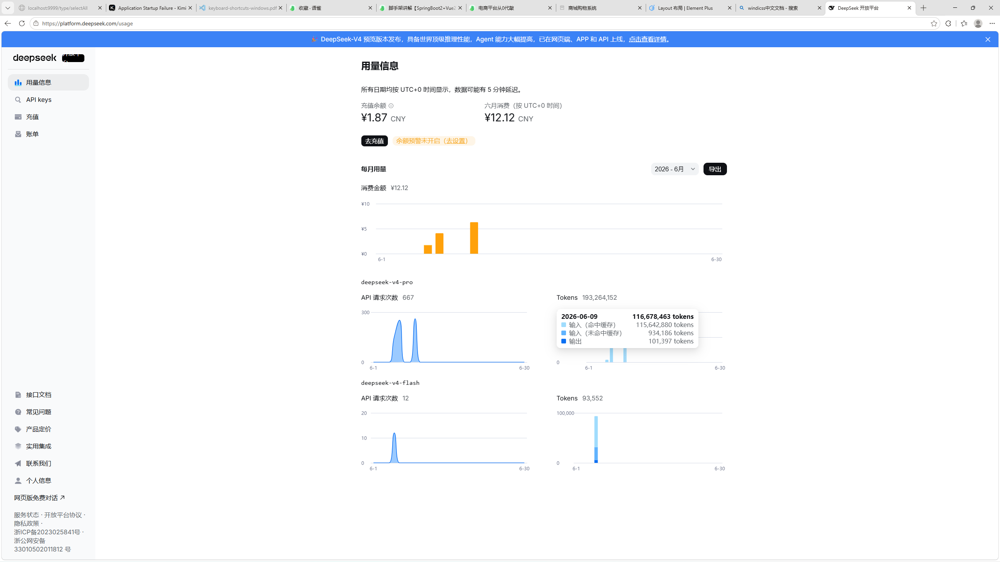 localhost:9999/type/selectAll
Application Startup Failure - Kimi
keyboard-shortcuts-windows.pdf
收藏 · 语雀
脚手架讲解【SpringBoot2+Vue2
电商平台从0代敲
商城购物系统
Layout 布局 | Element Plus
windicss中文文档 - 搜索
DeepSeek 开放平台
https://platform.deepseek.com/usage
DeepSeek-V4 预览版本发布，具备世界顶级推理性能，Agent 能力大幅提高，已在网页端、APP 和 API 上线，点击查看详情。
deepseek 开放平台
用量信息
API keys
充值
账单
用量信息
所有日期均按 UTC+0 时间显示，数据可能有 5 分钟延迟。
充值余额
六月消费（按 UTC+0 时间）
¥1.87 CNY
¥12.12 CNY
去充值
余额预警未开启（去设置）
每月用量
2026 - 6月
导出
消费金额 ¥12.12
¥10
¥5
¥0
6-1
6-30
deepseek-v4-pro
API 请求次数 667
300
0
6-1
6-30
Tokens 193,264,152
2026-06-09 116,678,463 tokens
输入（命中缓存） 115,642,880 tokens
输入（未命中缓存） 934,186 tokens
输出 101,397 tokens
0
6-1
6-30
deepseek-v4-flash
API 请求次数 12
20
10
0
6-1
6-30
Tokens 93,552
100,000
0
6-1
6-30
接口文档
常见问题
产品定价
实用集成
联系我们
个人信息
网页版免费对话
服务状态 · 开放平台协议 ·
隐私政策 ·
浙ICP备2023025841号 ·
浙公网安备
33010502011812 号